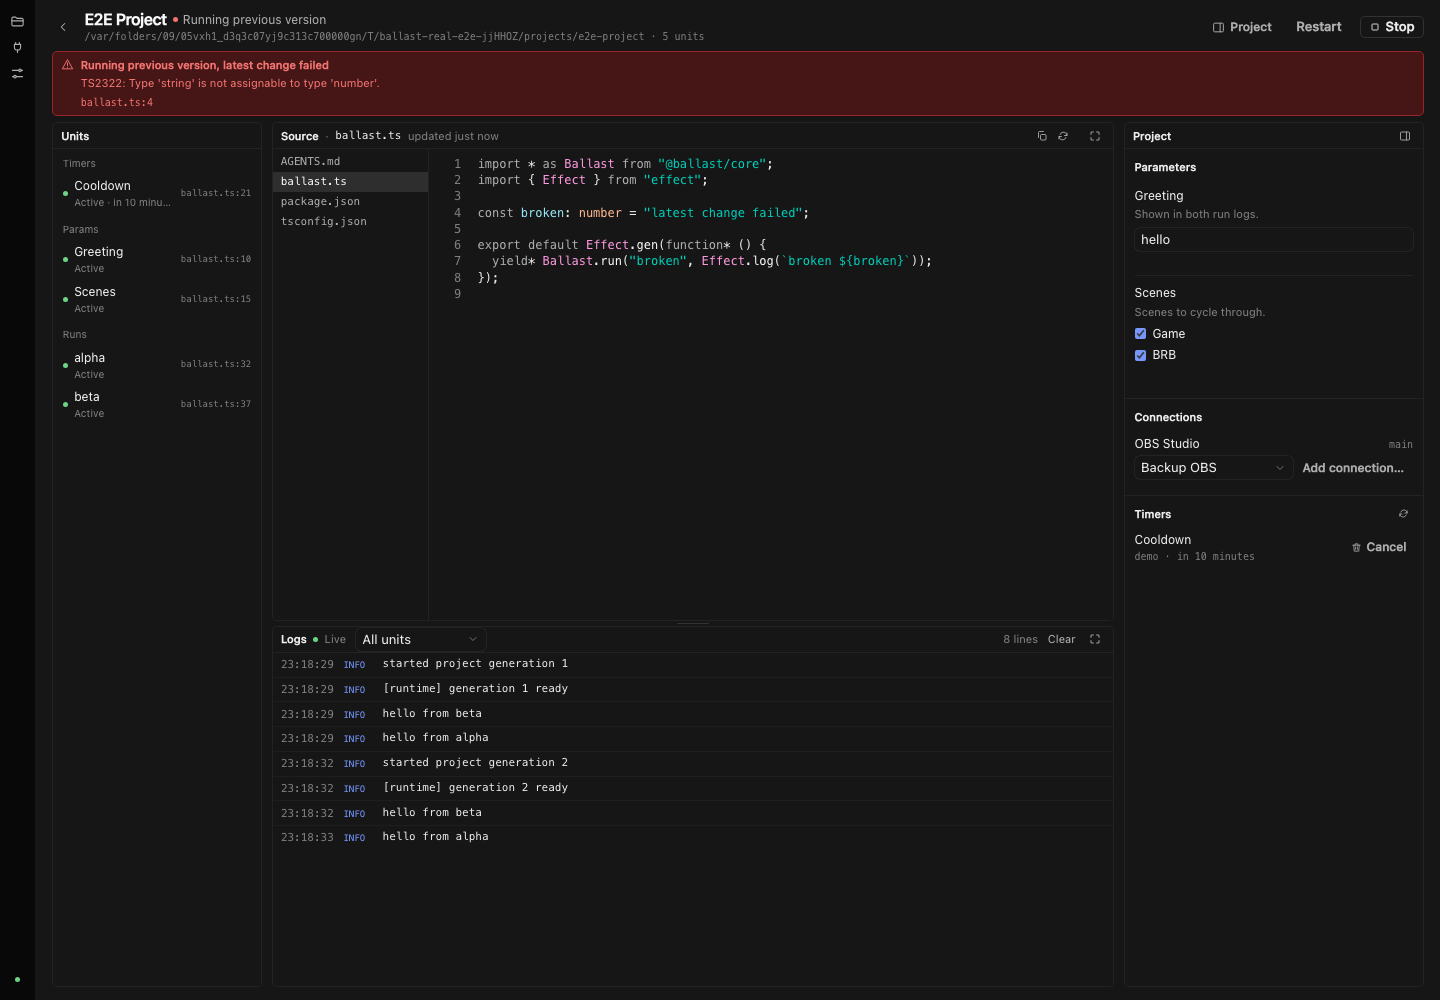 E2E Project Running previous version
/var/folders/09/05vxh1_d3q3c07yj9c313c700000gn/T/ballast-real-e2e-jjHHOZ/projects/e2e-project · 5 units
Project Restart Stop
Running previous version, latest change failed
TS2322: Type 'string' is not assignable to type 'number'.
ballast.ts:4
Units
Timers
Cooldown
Active · in 10 minu...
ballast.ts:21
Params
Greeting
Active
ballast.ts:10
Scenes
Active
ballast.ts:15
Runs
alpha
Active
ballast.ts:32
beta
Active
ballast.ts:37
Source · ballast.ts updated just now
AGENTS.md
ballast.ts
package.json
tsconfig.json
1 import * as Ballast from "@ballast/core";
2 import { Effect } from "effect";
3
4 const broken: number = "latest change failed";
5
6 export default Effect.gen(function* () {
7   yield* Ballast.run("broken", Effect.log(`broken ${broken}`));
8 });
9
Logs Live All units 8 lines Clear
23:18:29 INFO started project generation 1
23:18:29 INFO [runtime] generation 1 ready
23:18:29 INFO hello from beta
23:18:29 INFO hello from alpha
23:18:32 INFO started project generation 2
23:18:32 INFO [runtime] generation 2 ready
23:18:32 INFO hello from beta
23:18:33 INFO hello from alpha
Project
Parameters
Greeting
Shown in both run logs.
hello
Scenes
Scenes to cycle through.
Game
BRB
Connections
OBS Studio main
Backup OBS Add connection...
Timers
Cooldown
demo · in 10 minutes
Cancel